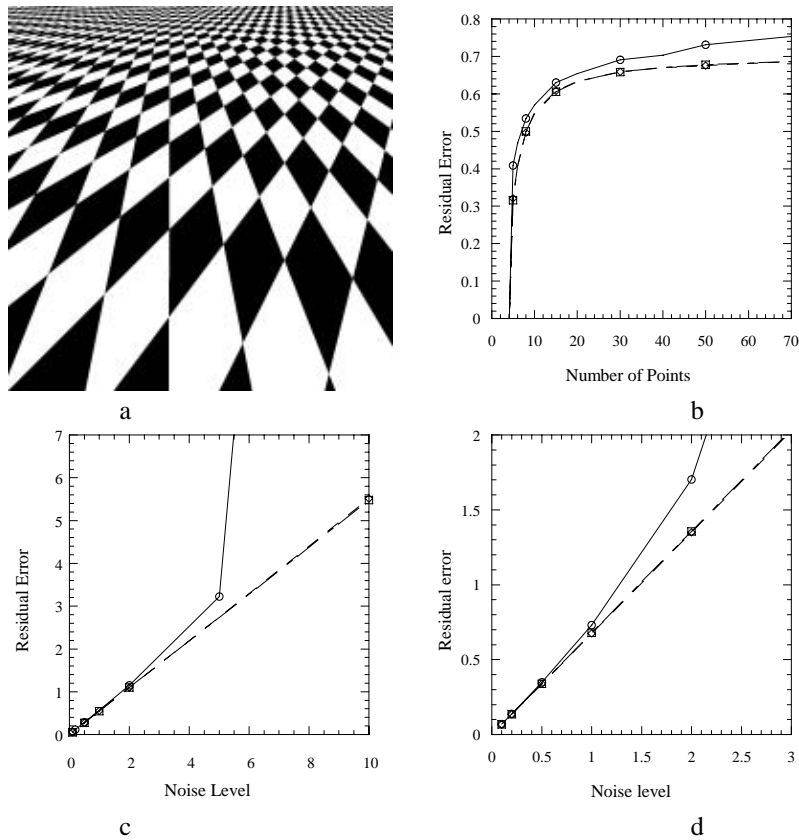 a
0.8
0.7
0.6
0.5
0.4
0.3
0.2
0.1
0
Residual Error
0 10 20 30 40 50 60 70
Number of Points
b
7
6
5
4
3
2
1
0
Residual Error
0 2 4 6 8 10
Noise Level
c
2
1.5
1
0.5
0
Residual error
0 0.5 1 1.5 2 2.5 3
Noise level
d